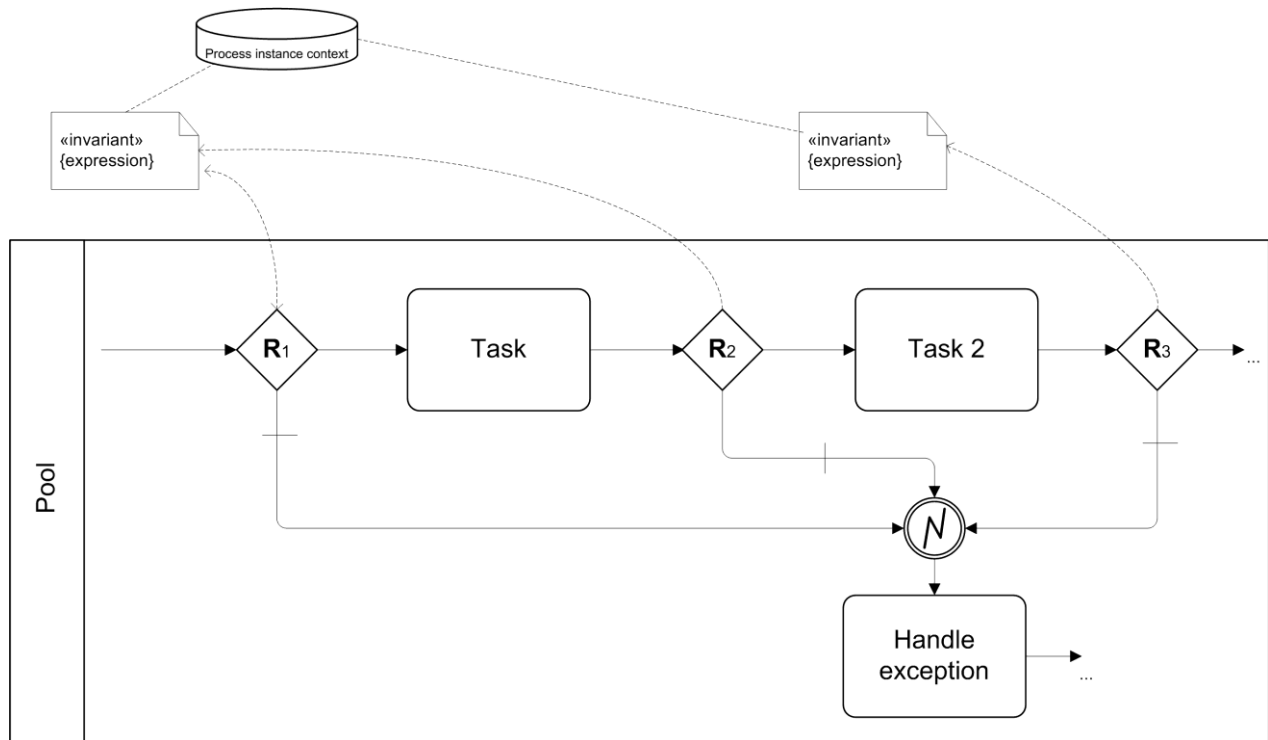 Process instance context
«invariant»
{expression}
«invariant»
{expression}
Pool
R1
Task
R2
Task 2
R3
...
Handle
exception
...